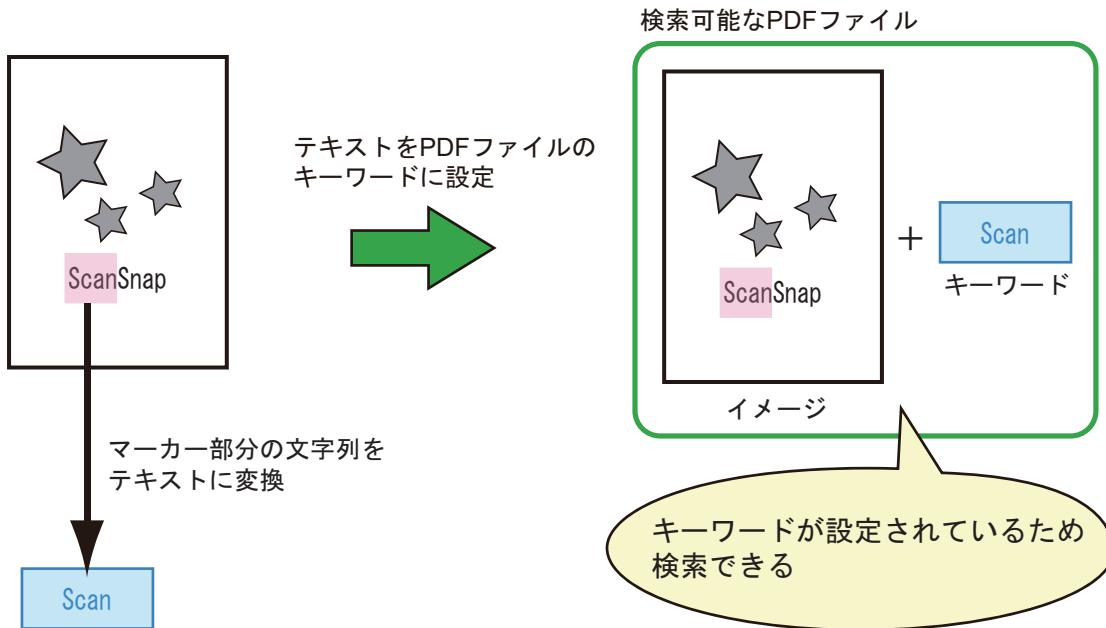 検索可能なPDFファイル
テキストをPDFファイルの
キーワードに設定
ScanSnap
ScanSnap
+
Scan
キーワード
イメージ
マーカー部分の文字列を
テキストに変換
キーワードが設定されているため
検索できる
Scan